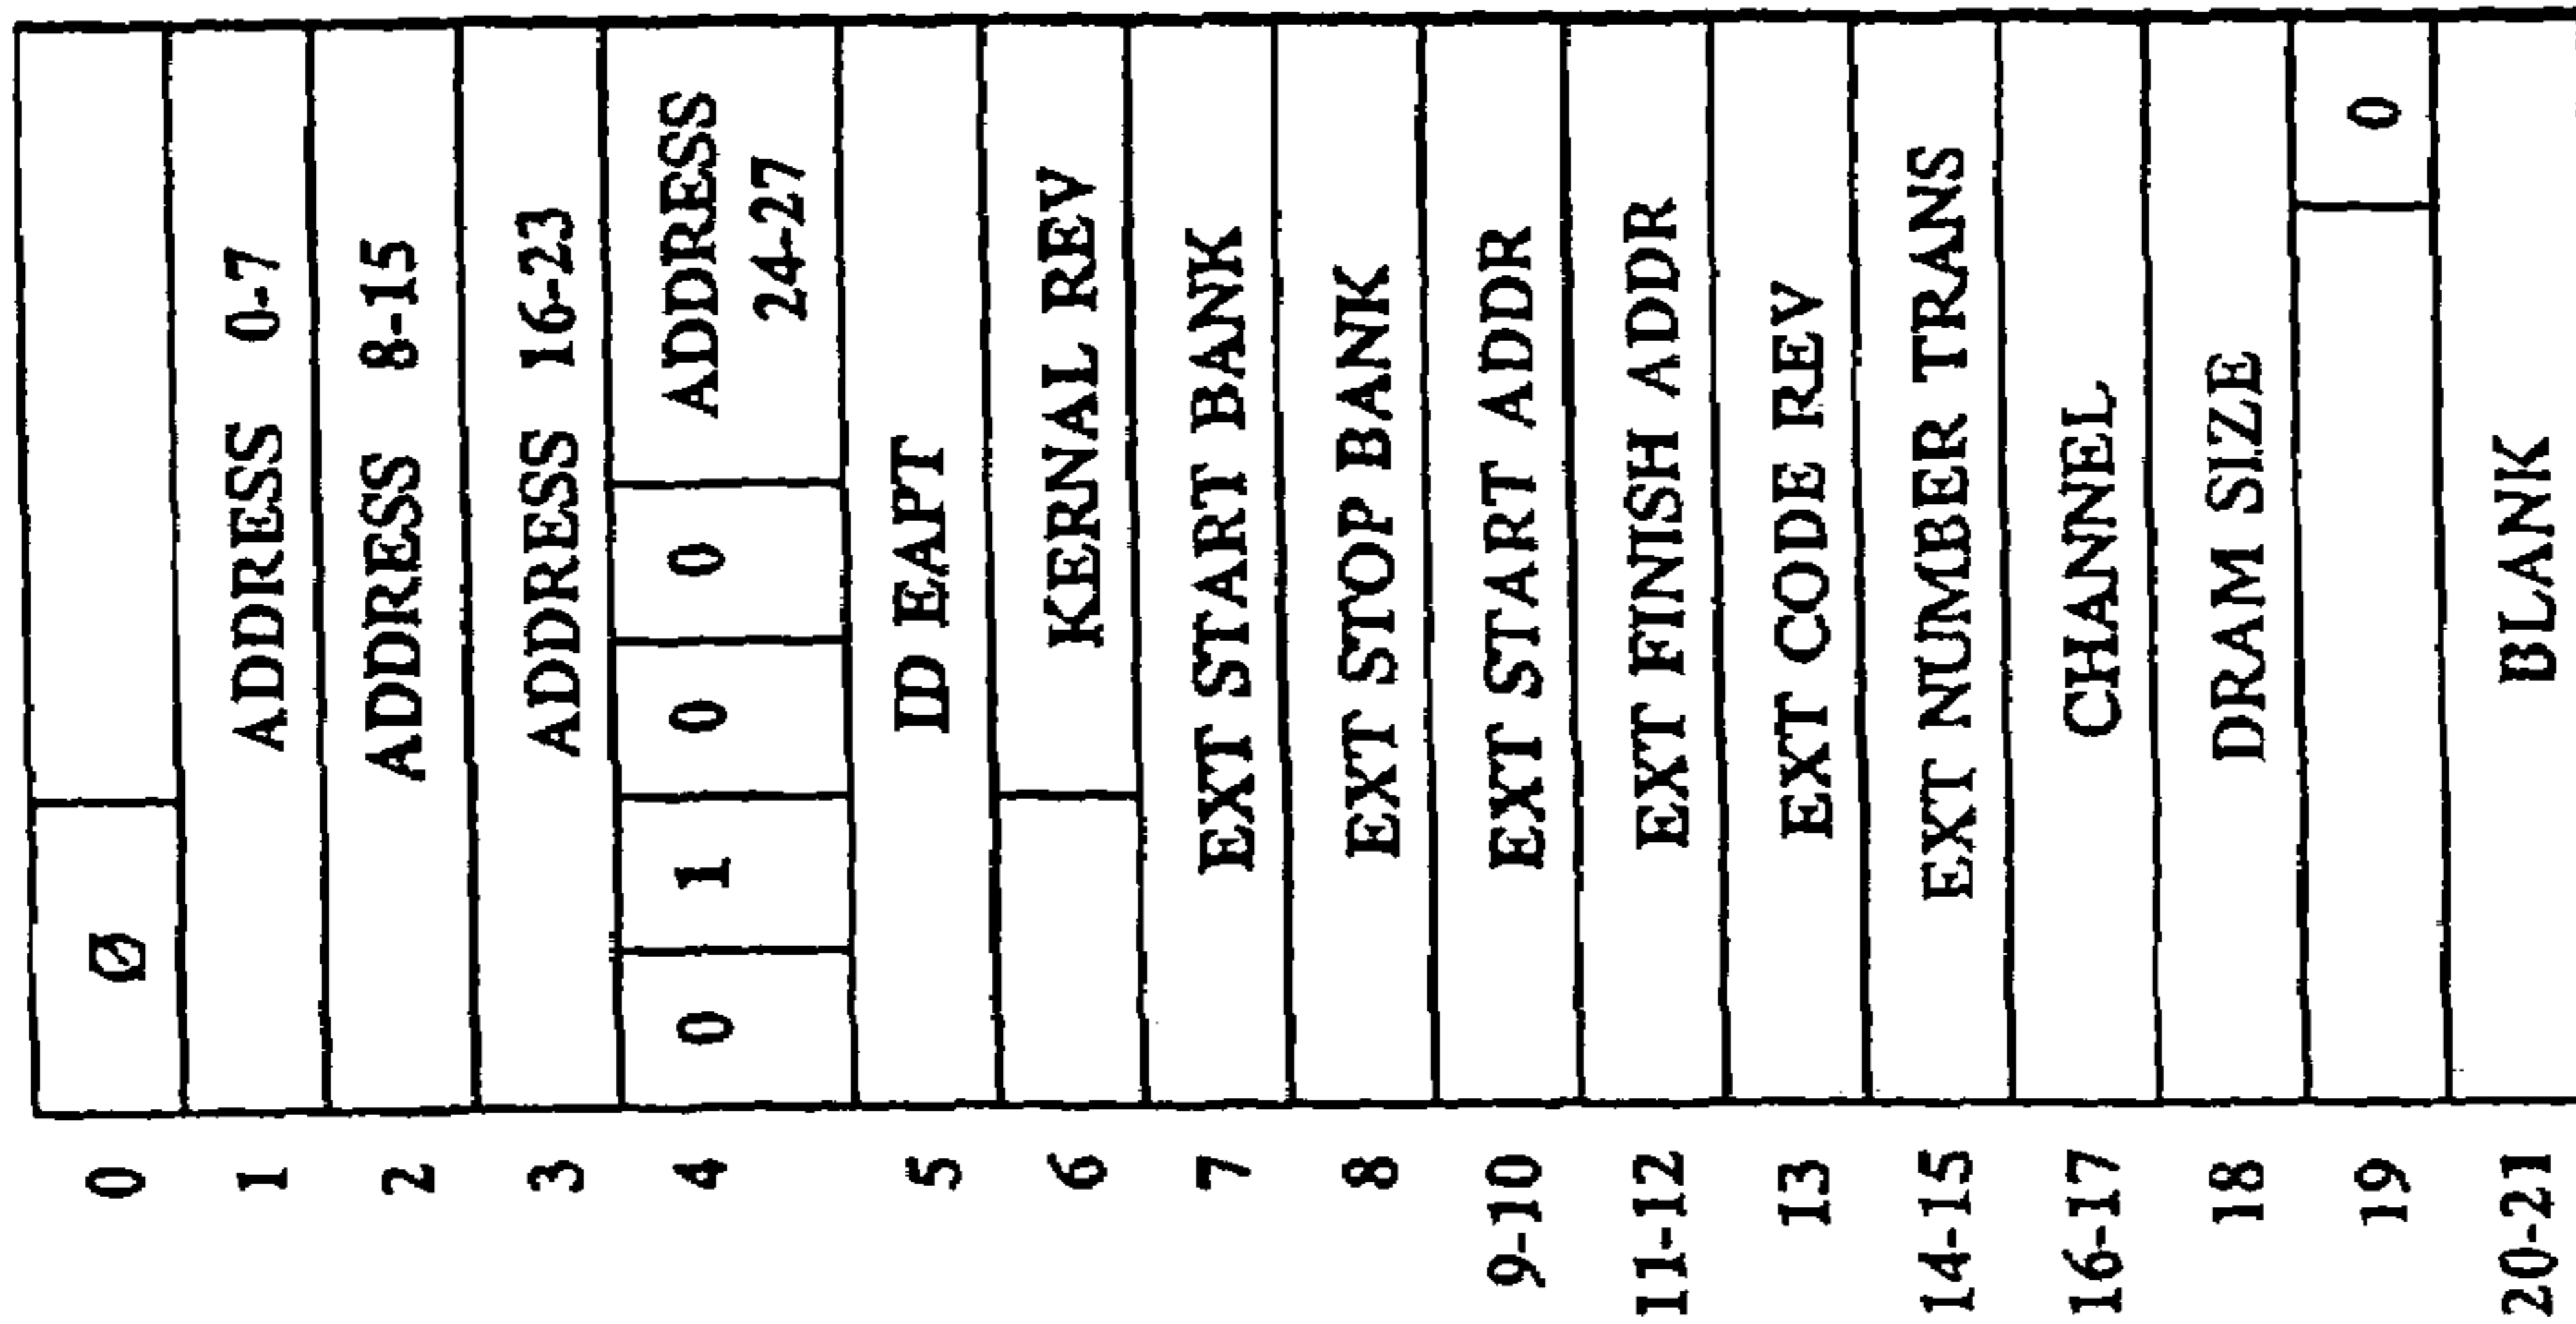 0 Ø
1 ADDRESS 0-7
2 ADDRESS 8-15
3 ADDRESS 16-23
4 0 1 0 0 ADDRESS
24-27
5 ID EAPT
6 KERNAL REV
7 EXT START BANK
8 EXT STOP BANK
9-10 EXT START ADDR
11-12 EXT FINISH ADDR
13 EXT CODE REV
14-15 EXT NUMBER TRANS
16-17 CHANNEL
18 DRAM SIZE
19 0
20-21 BLANK